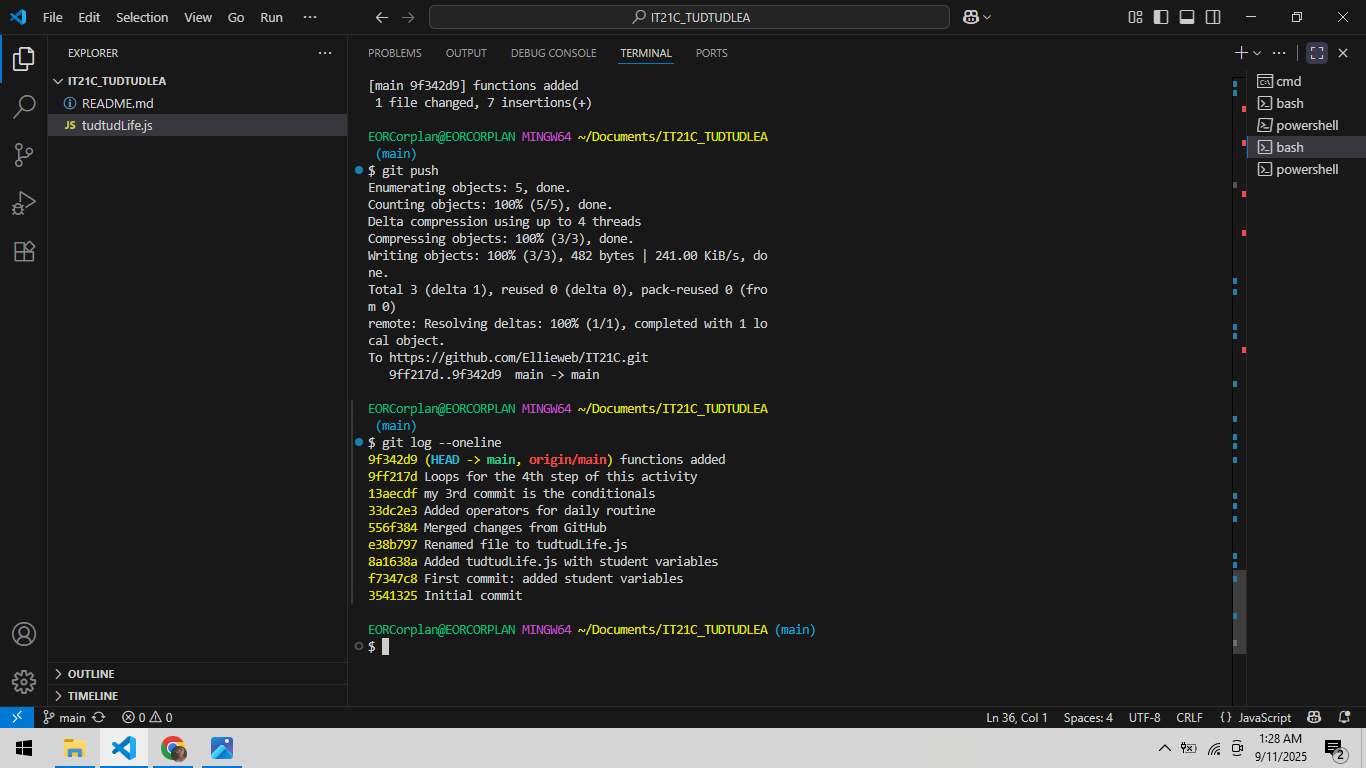 File Edit Selection View Go Run ···
IT21C_TUDTUDLEA
EXPLORER ···
IT21C_TUDTUDLEA
README.md
JS tudtudLife.js
OUTLINE
TIMELINE
PROBLEMS OUTPUT DEBUG CONSOLE TERMINAL PORTS
[main 9f342d9] functions added
1 file changed, 7 insertions(+)
EORCorplan@EORCORPLAN MINGW64 ~/Documents/IT21C_TUDTUDLEA
(main)
$ git push
Enumerating objects: 5, done.
Counting objects: 100% (5/5), done.
Delta compression using up to 4 threads
Compressing objects: 100% (3/3), done.
Writing objects: 100% (3/3), 482 bytes | 241.00 KiB/s, do
ne.
Total 3 (delta 1), reused 0 (delta 0), pack-reused 0 (fro
m 0)
remote: Resolving deltas: 100% (1/1), completed with 1 lo
cal object.
To https://github.com/Ellieweb/IT21C.git
9ff217d..9f342d9 main -> main
EORCorplan@EORCORPLAN MINGW64 ~/Documents/IT21C_TUDTUDLEA
(main)
$ git log --oneline
9f342d9 (HEAD -> main, origin/main) functions added
9ff217d Loops for the 4th step of this activity
13aecdf my 3rd commit is the conditionals
33dc2e3 Added operators for daily routine
556f384 Merged changes from GitHub
e38b797 Renamed file to tudtudLife.js
8a1638a Added tudtudLife.js with student variables
f7347c8 First commit: added student variables
3541325 Initial commit
EORCorplan@EORCORPLAN MINGW64 ~/Documents/IT21C_TUDTUDLEA (main)
$
cmd
bash
powershell
bash
powershell
main 0 0
Ln 36, Col 1 Spaces: 4 UTF-8 CRLF {} JavaScript
1:28 AM
9/11/2025
2